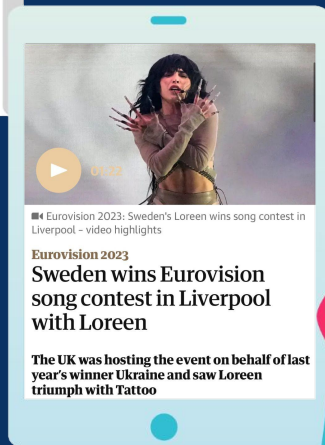 Eurovision 2023: Sweden's Loreen wins song contest in
Liverpool – video highlights
Eurovision 2023
Sweden wins Eurovision
song contest in Liverpool
with Loreen
The UK was hosting the event on behalf of last
year's winner Ukraine and saw Loreen
triumph with Tattoo